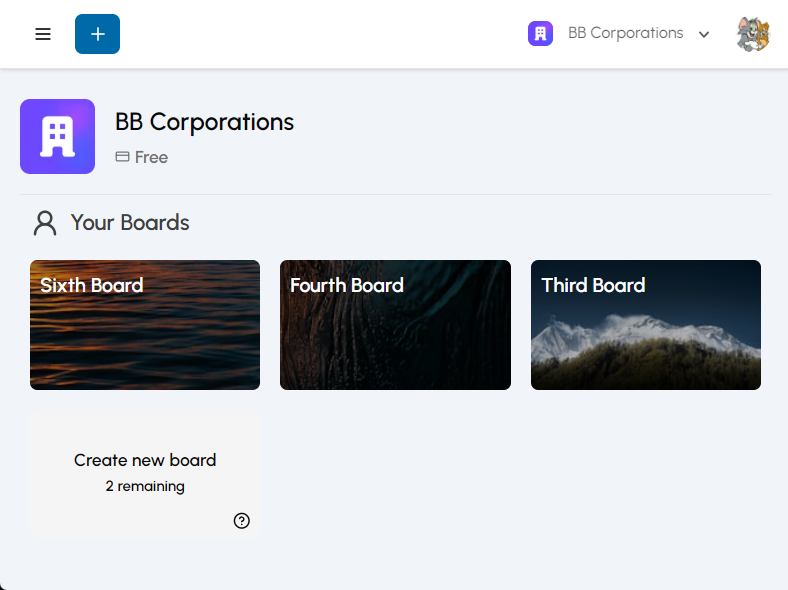 BB Corporations
BB Corporations
Free
Your Boards
Sixth Board
Fourth Board
Third Board
Create new board
2 remaining